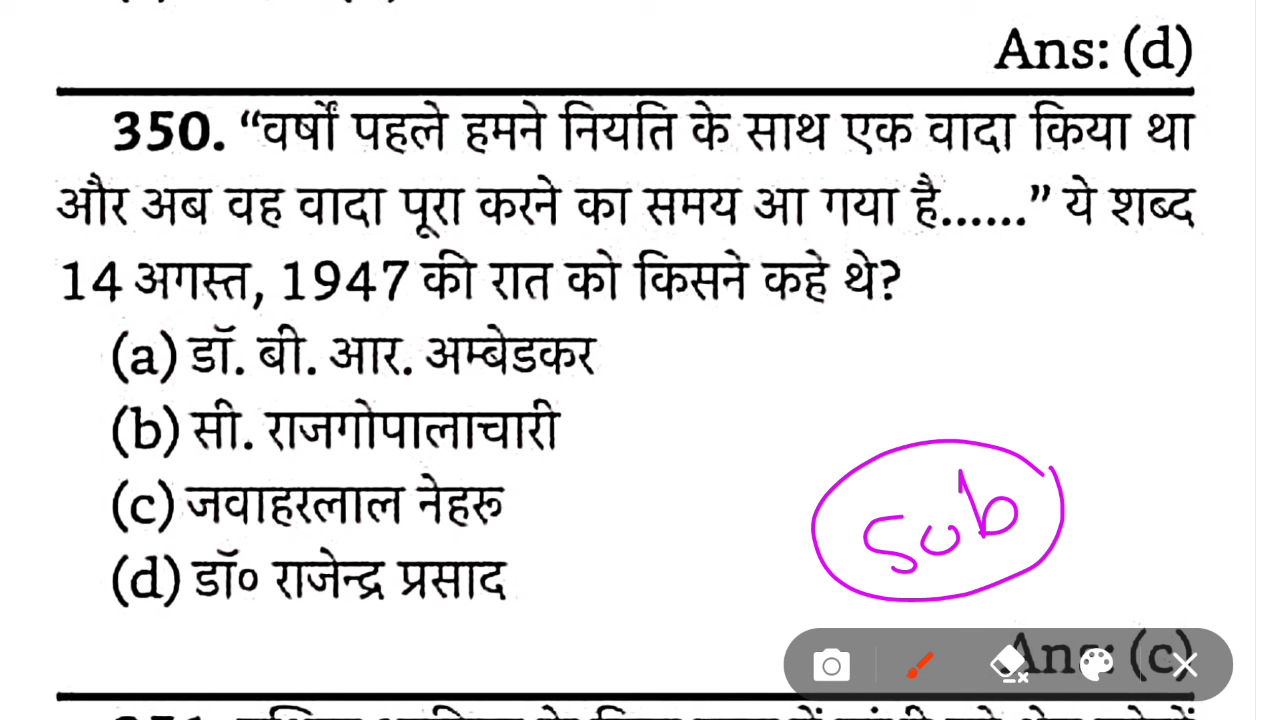 Ans: (d)
350. “वर्षों पहले हमने नियति के साथ एक वादा किया था
और अब वह वादा पूरा करने का समय आ गया है......” ये शब्द
14 अगस्त, 1947 की रात को किसने कहे थे?
(a) डॉ. बी. आर. अम्बेडकर
(b) सी. राजगोपालाचारी
(c) जवाहरलाल नेहरू
(d) डॉ० राजेन्द्र प्रसाद
Sub
Ans: (c)